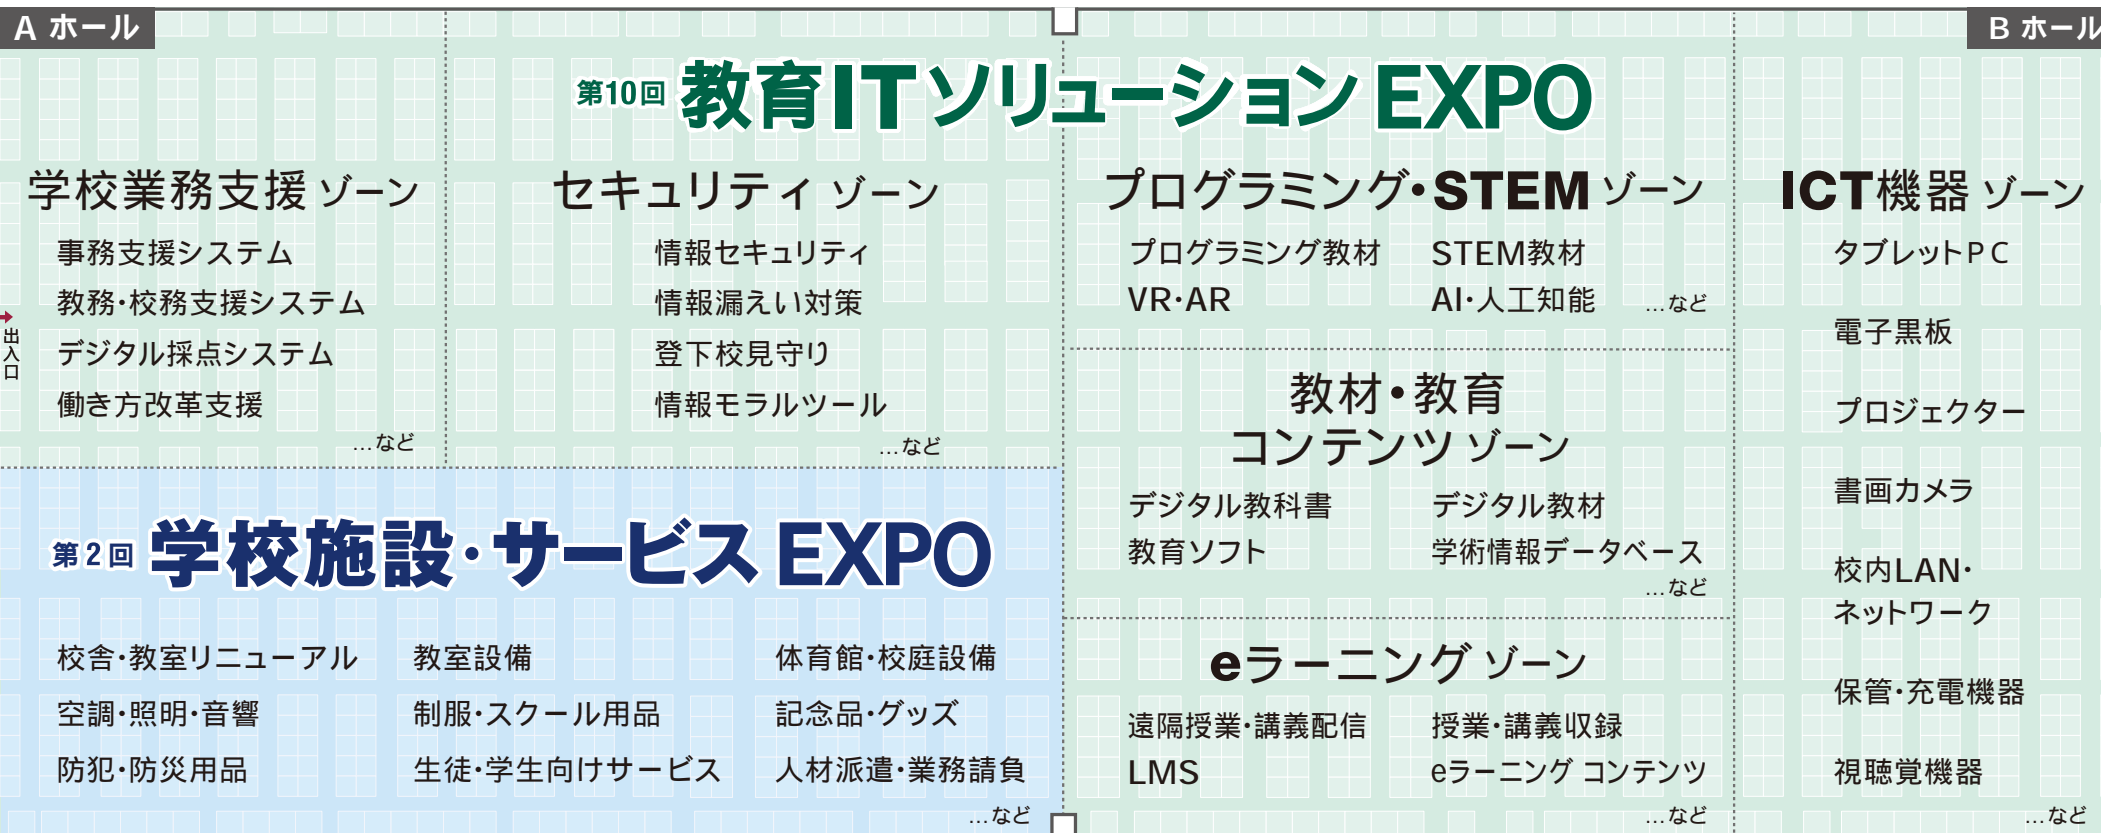 A ホール
B ホール
第10回 教育ITソリューション EXPO
学校業務支援 ゾーン
事務支援システム
教務・校務支援システム
デジタル採点システム
働き方改革支援
…など
出入口
セキュリティ ゾーン
情報セキュリティ
情報漏えい対策
登下校見守り
情報モラルツール
…など
プログラミング・STEM ゾーン
プログラミング教材 STEM教材
VR・AR AI・人工知能 …など
教材・教育
コンテンツ ゾーン
デジタル教科書 デジタル教材
教育ソフト 学術情報データベース
…など
eラーニング ゾーン
遠隔授業・講義配信 授業・講義収録
LMS eラーニング コンテンツ
…など
ICT機器 ゾーン
タブレットPC
電子黒板
プロジェクター
書画カメラ
校内LAN・
ネットワーク
保管・充電機器
視聴覚機器
…など
第2回 学校施設・サービス EXPO
校舎・教室リニューアル 教室設備 体育館・校庭設備
空調・照明・音響 制服・スクール用品 記念品・グッズ
防犯・防災用品 生徒・学生向けサービス 人材派遣・業務請負
…など